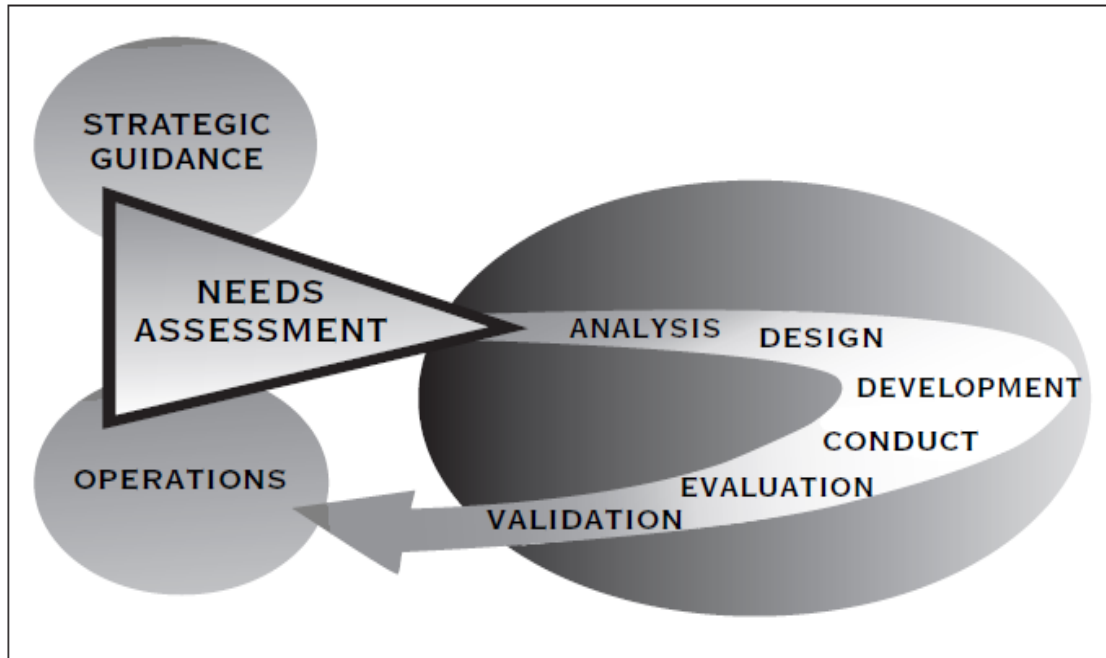 STRATEGIC
GUIDANCE
NEEDS
ASSESSMENT
OPERATIONS
ANALYSIS
DESIGN
DEVELOPMENT
CONDUCT
EVALUATION
VALIDATION